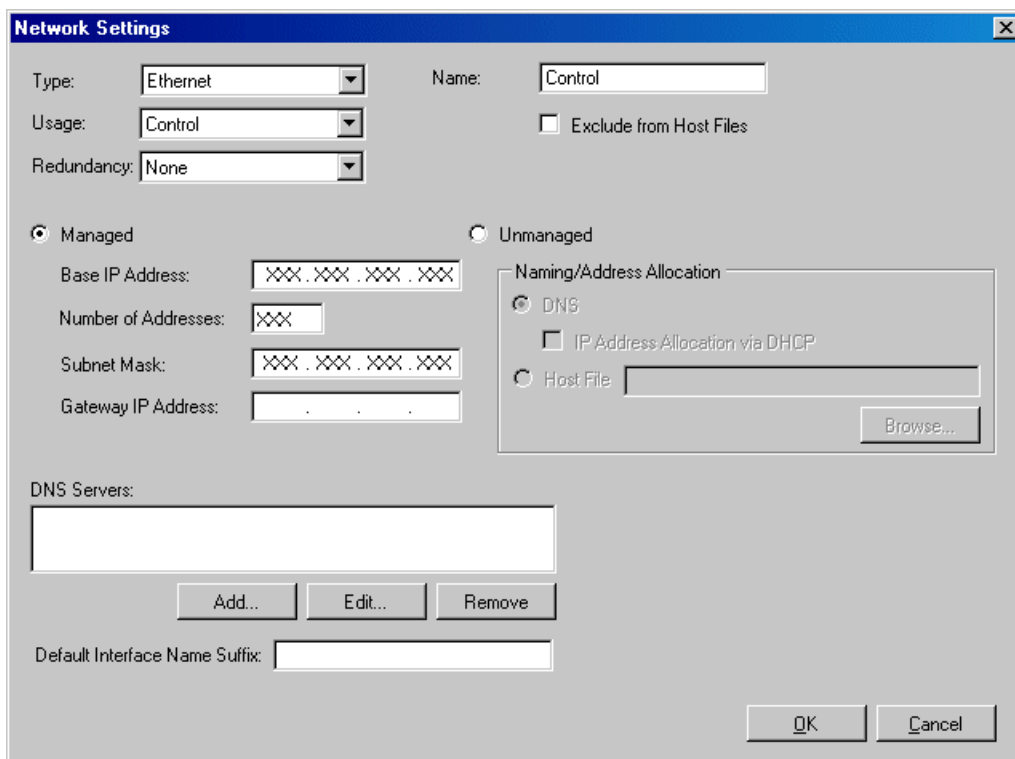 Network Settings
Type: Ethernet Name: Control
Usage: Control Exclude from Host Files
Redundancy: None
Managed Unmanaged
Base IP Address: XXX . XXX . XXX . XXX
Naming/Address Allocation
DNS
Number of Addresses: XXX
IP Address Allocation via DHCP
Subnet Mask: XXX . XXX . XXX . XXX
Host File
Gateway IP Address: . . .
Browse...
DNS Servers:
Add... Edit... Remove
Default Interface Name Suffix:
OK Cancel